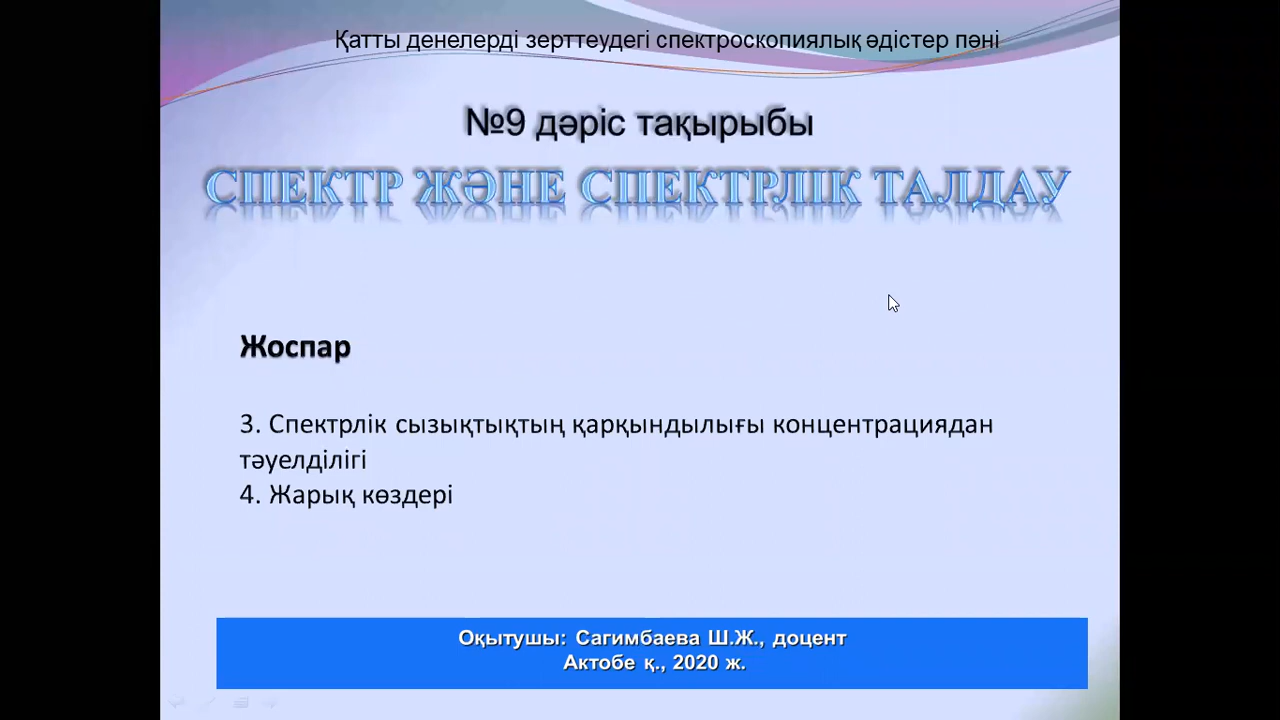 Қатты денелерді зерттеудегі спектроскопиялық әдістер пәні
№9 дәріс тақырыбы
СПЕКТР ЖӘНЕ СПЕКТРЛІК ТАЛДАУ
Жоспар
3. Спектрлік сызықтықтың қарқындылығы концентрациядан
тәуелділігі
4. Жарық көздері
Оқытушы: Сагимбаева Ш.Ж., доцент
Актобе қ., 2020 ж.